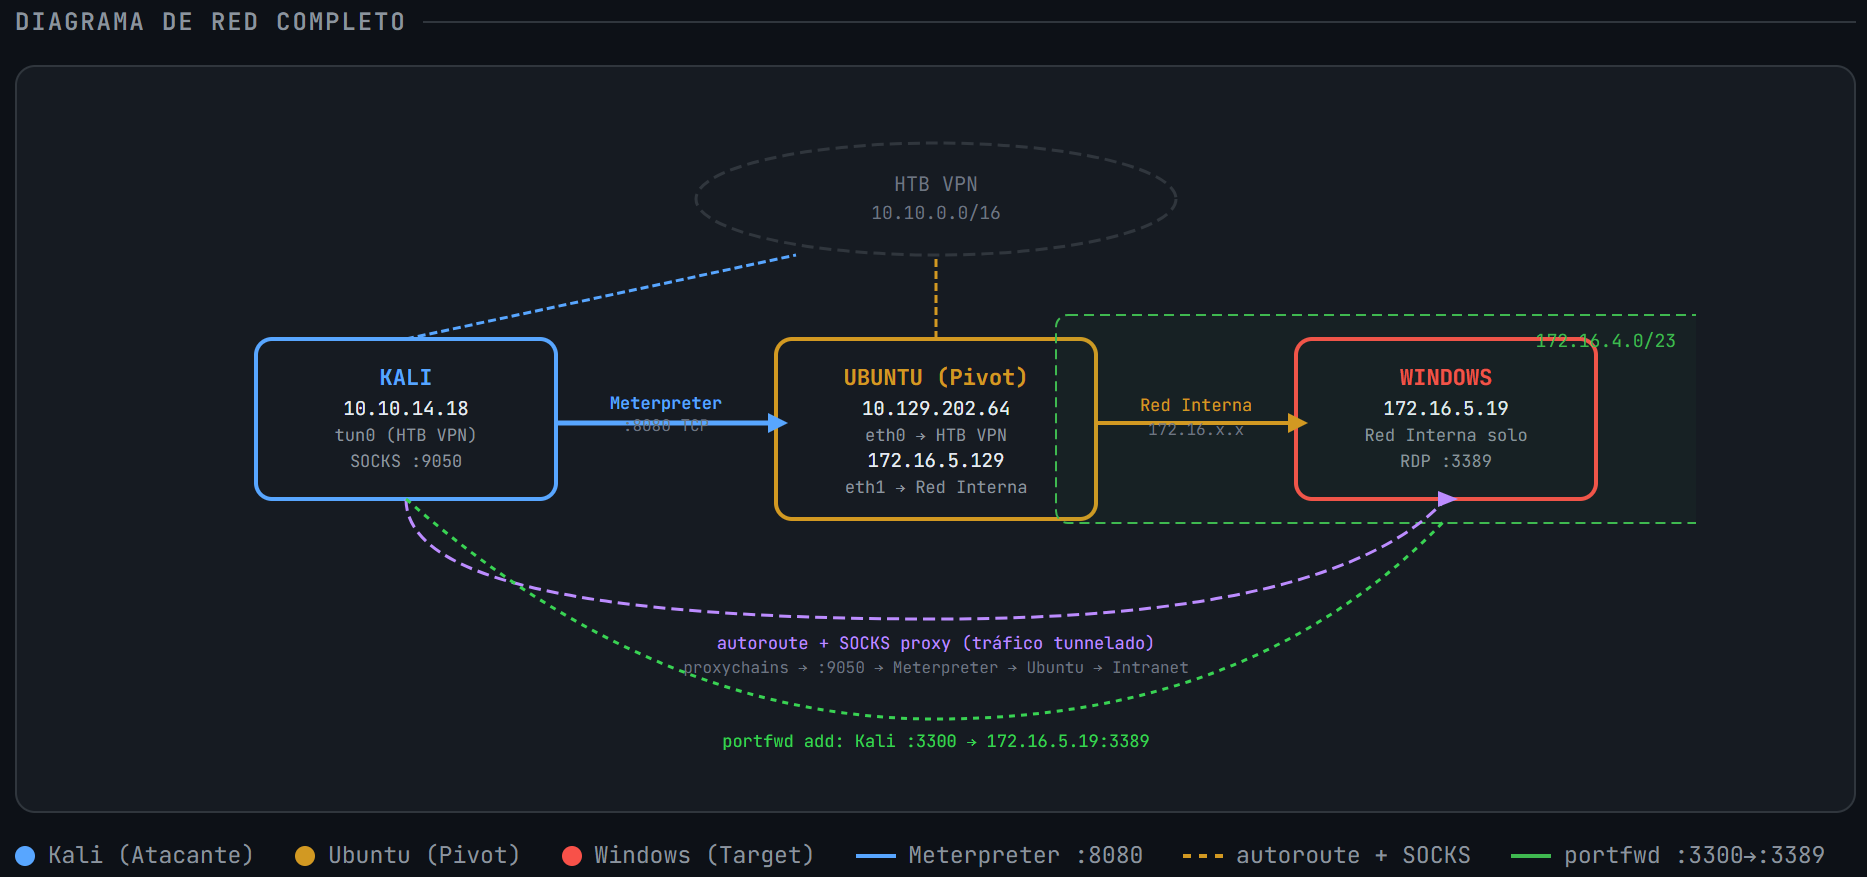 DIAGRAMA DE RED COMPLETO
HTB VPN
10.10.0.0/16
172.16.4.0/23
KALI
10.10.14.18
tun0 (HTB VPN)
SOCKS :9050
Meterpreter
:8080 TCP
UBUNTU (Pivot)
10.129.202.64
eth0 → HTB VPN
172.16.5.129
eth1 → Red Interna
Red Interna
172.16.x.x
WINDOWS
172.16.5.19
Red Interna solo
RDP :3389
autoroute + SOCKS proxy (tráfico tunnelado)
proxychains → :9050 → Meterpreter → Ubuntu → Intranet
portfwd add: Kali :3300 → 172.16.5.19:3389
Kali (Atacante)
Ubuntu (Pivot)
Windows (Target)
Meterpreter :8080
autoroute + SOCKS
portfwd :3300→:3389